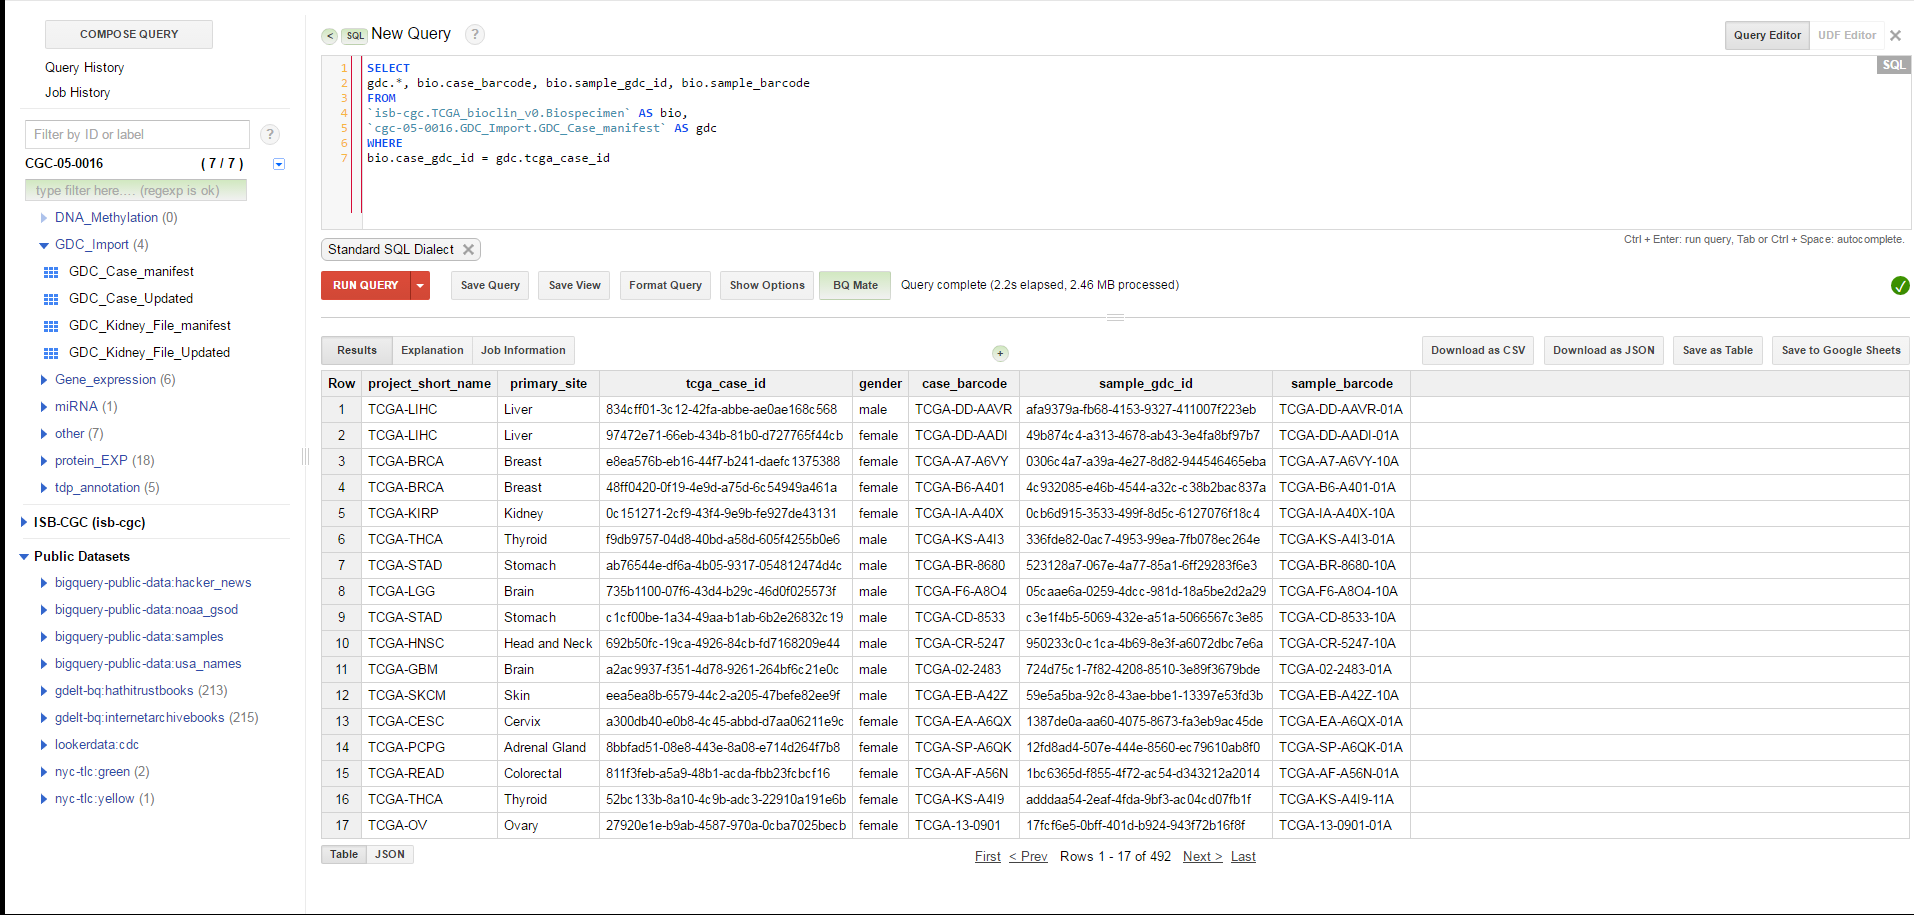 COMPOSE QUERY
Query History
Job History
Filter by ID or label ?
CGC-05-0016 ( 7 / 7 )
type filter here.... (regexp is ok)
DNA_Methylation (0)
GDC_Import (4)
GDC_Case_manifest
GDC_Case_Updated
GDC_Kidney_File_manifest
GDC_Kidney_File_Updated
Gene_expression (6)
miRNA (1)
other (7)
protein_EXP (18)
tdp_annotation (5)
ISB-CGC (isb-cgc)
Public Datasets
bigquery-public-data:hacker_news
bigquery-public-data:noaa_gsod
bigquery-public-data:samples
bigquery-public-data:usa_names
gdelt-bq:hathitrustbooks (213)
gdelt-bq:internetarchivebooks (215)
lookerdata:cdc
nyc-tlc:green (2)
nyc-tlc:yellow (1)
< SQL New Query ?
Query Editor UDF Editor
SQL
1 SELECT
2 gdc.*, bio.case_barcode, bio.sample_gdc_id, bio.sample_barcode
3 FROM
4 `isb-cgc.TCGA_bioclin_v0.Biospecimen` AS bio,
5 `cgc-05-0016.GDC_Import.GDC_Case_manifest` AS gdc
6 WHERE
7 bio.case_gdc_id = gdc.tcga_case_id
Ctrl + Enter: run query, Tab or Ctrl + Space: autocomplete.
Standard SQL Dialect
RUN QUERY Save Query Save View Format Query Show Options BQ Mate Query complete (2.2s elapsed, 2.46 MB processed)
Results Explanation Job Information + Download as CSV Download as JSON Save as Table Save to Google Sheets
Row project_short_name primary_site tcga_case_id gender case_barcode sample_gdc_id sample_barcode
1 TCGA-LIHC Liver 834cff01-3c12-42fa-abbe-ae0ae168c568 male TCGA-DD-AAVR afa9379a-fb68-4153-9327-411007f223eb TCGA-DD-AAVR-01A
2 TCGA-LIHC Liver 97472e71-66eb-434b-81b0-d727765f44cb female TCGA-DD-AADI 49b874c4-a313-4678-ab43-3e4fa8bf97b7 TCGA-DD-AADI-01A
3 TCGA-BRCA Breast e8ea576b-eb16-44f7-b241-daefc1375388 female TCGA-A7-A6VY 0306c4a7-a39a-4e27-8d82-944546465eba TCGA-A7-A6VY-10A
4 TCGA-BRCA Breast 48ff0420-0f19-4e9d-a75d-6c54949a461a female TCGA-B6-A401 4c932085-e46b-4544-a32c-c38b2bac837a TCGA-B6-A401-01A
5 TCGA-KIRP Kidney 0c151271-2cf9-43f4-9e9b-fe927de43131 female TCGA-IA-A40X 0cb6d915-3533-499f-8d5c-6127076f18c4 TCGA-IA-A40X-10A
6 TCGA-THCA Thyroid f9db9757-04d8-40bd-a58d-605f4255b0e6 male TCGA-KS-A4I3 336fde82-0ac7-4953-99ea-7fb078ec264e TCGA-KS-A4I3-01A
7 TCGA-STAD Stomach ab76544e-df6a-4b05-9317-054812474d4c male TCGA-BR-8680 523128a7-067e-4a77-85a1-6ff29283f6e3 TCGA-BR-8680-10A
8 TCGA-LGG Brain 735b1100-07f6-43d4-b29c-46d0f025573f male TCGA-F6-A8O4 05caae6a-0259-4dcc-981d-18a5be2d2a29 TCGA-F6-A8O4-10A
9 TCGA-STAD Stomach c1cf00be-1a34-49aa-b1ab-6b2e26832c19 male TCGA-CD-8533 c3e1f4b5-5069-432e-a51a-5066567c3e85 TCGA-CD-8533-10A
10 TCGA-HNSC Head and Neck 692b50fc-19ca-4926-84cb-fd7168209e44 male TCGA-CR-5247 950233c0-c1ca-4b69-8e3f-a6072dbc7e6a TCGA-CR-5247-10A
11 TCGA-GBM Brain a2ac9937-f351-4d78-9261-264bf6c21e0c male TCGA-02-2483 724d75c1-7f82-4208-8510-3e89f3679bde TCGA-02-2483-01A
12 TCGA-SKCM Skin eea5ea8b-6579-44c2-a205-47befe82ee9f male TCGA-EB-A42Z 59e5a5ba-92c8-43ae-bbe1-13397e53fd3b TCGA-EB-A42Z-10A
13 TCGA-CESC Cervix a300db40-e0b8-4c45-abbd-d7aa06211e9c female TCGA-EA-A6QX 1387de0a-aa60-4075-8673-fa3eb9ac45de TCGA-EA-A6QX-01A
14 TCGA-PCPG Adrenal Gland 8bbfad51-08e8-443e-8a08-e714d264f7b8 female TCGA-SP-A6QK 12fd8ad4-507e-444e-8560-ec79610ab8f0 TCGA-SP-A6QK-01A
15 TCGA-READ Colorectal 811f3feb-a5a9-48b1-acda-fbb23fcbcf16 female TCGA-AF-A56N 1bc6365d-f855-4f72-ac54-d343212a2014 TCGA-AF-A56N-01A
16 TCGA-THCA Thyroid 52bc133b-8a10-4c9b-adc3-22910a191e6b female TCGA-KS-A4I9 adddaa54-2eaf-4fda-9bf3-ac04cd07fb1f TCGA-KS-A4I9-11A
17 TCGA-OV Ovary 27920e1e-b9ab-4587-970a-0cba7025becb female TCGA-13-0901 17fcf6e5-0bff-401d-b924-943f72b16f8f TCGA-13-0901-01A
Table JSON First < Prev Rows 1 - 17 of 492 Next > Last